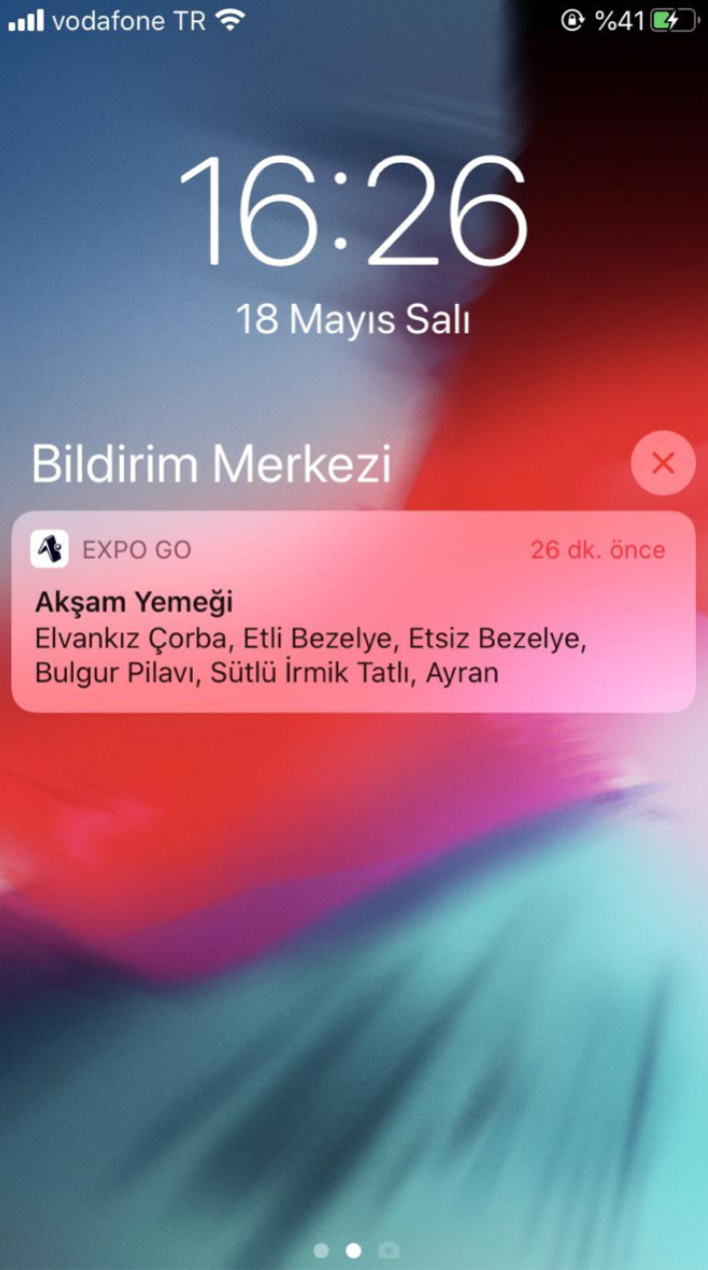 vodafone TR %41
16:26
18 Mayıs Salı
Bildirim Merkezi
EXPO GO 26 dk. önce
Akşam Yemeği
Elvankız Çorba, Etli Bezelye, Etsiz Bezelye,
Bulgur Pilavı, Sütlü İrmik Tatlı, Ayran